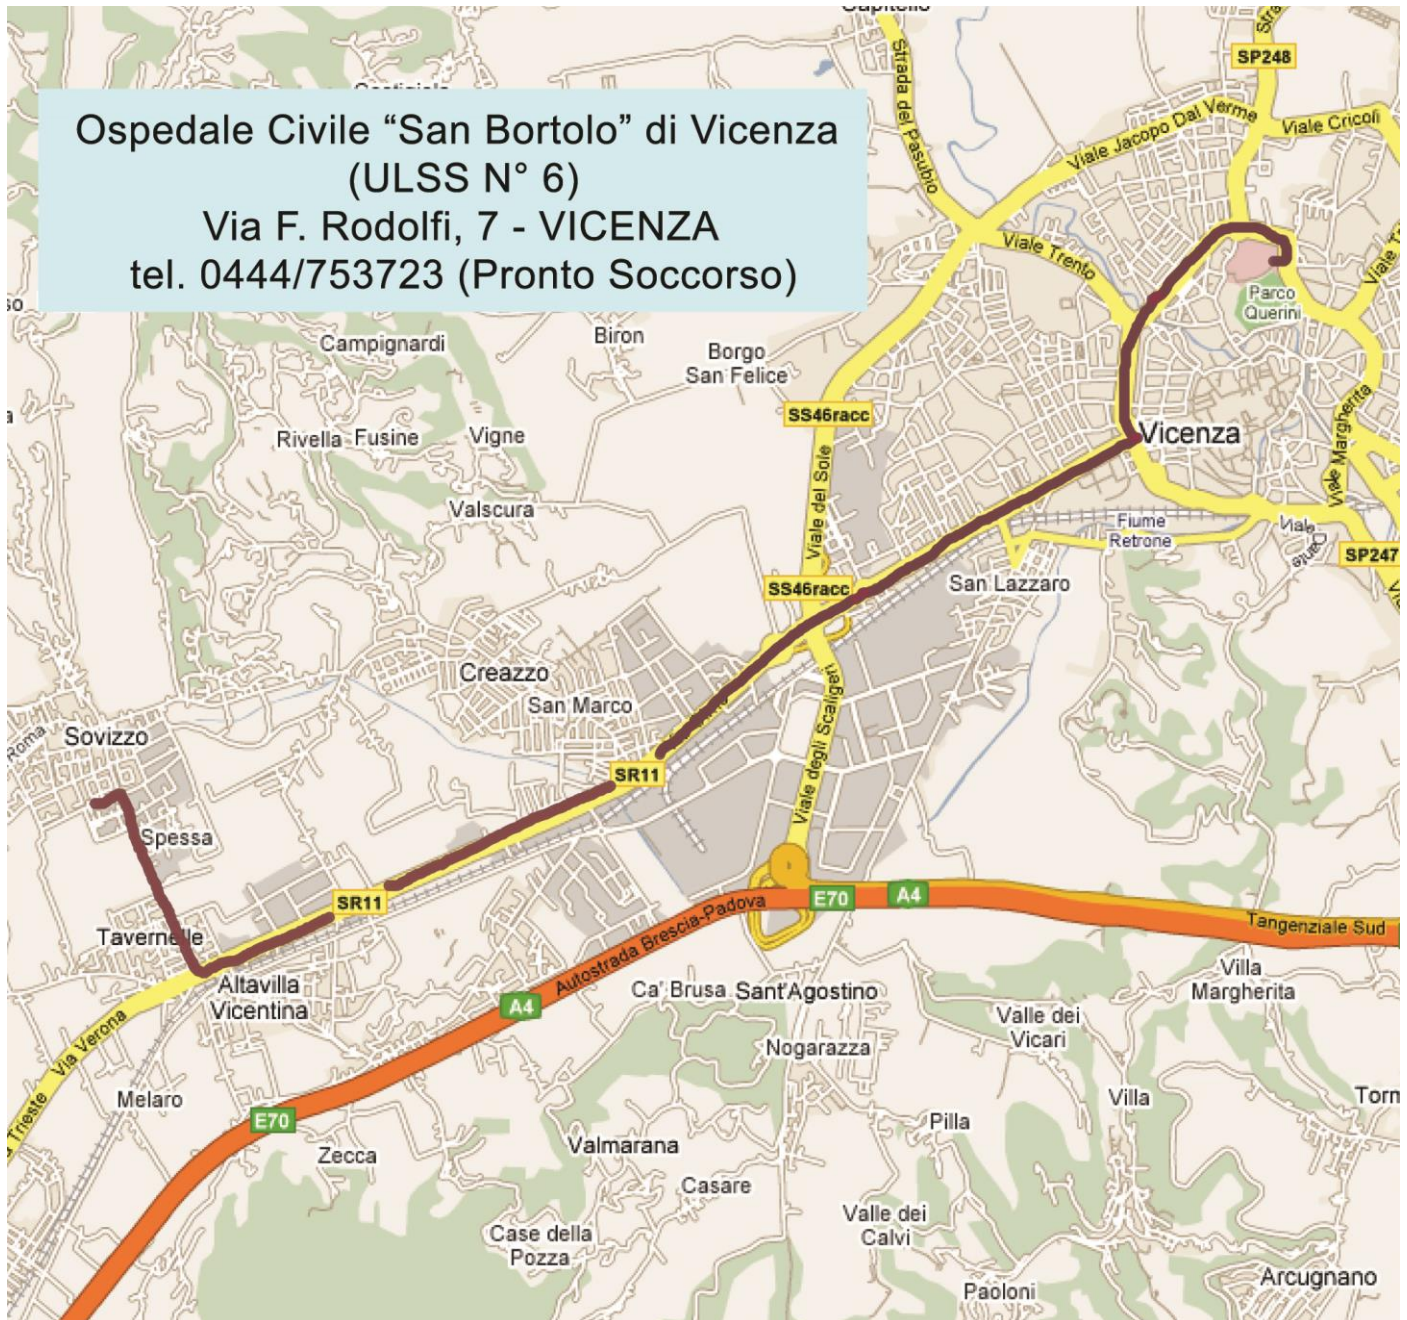 Ospedale Civile “San Bortolo” di Vicenza
(ULSS N° 6)
Via F. Rodolfi, 7 - VICENZA
tel. 0444/753723 (Pronto Soccorso)
Strada del Pasubio
SP248
Viale Jacopo Dal Verme
Viale Cricoli
Viale Trento
Parco
Querini
Campignardi
Biron
Borgo
San Felice
SS46racc
Rivella
Fusine
Vigne
Vicenza
Viale Margherita
Valscura
Viale del Sole
Fiume
Retrone
Viale
Dante
SP247
SS46racc
San Lazzaro
Creazzo
San Marco
Viale degli Scaligeri
Roma
Sovizzo
SR11
Spessa
SR11
E70
A4
Autostrada Brescia-Padova
Tangenziale Sud
Tavernelle
Altavilla
Vicentina
A4
Ca' Brusa
Sant'Agostino
Villa
Margherita
Valle dei
Vicari
Via Verona
Nogarazza
Melaro
Villa
Trieste
E70
Pilla
Zecca
Valmarana
Casare
Valle dei
Calvi
Case della
Pozza
Paoloni
Arcugnano